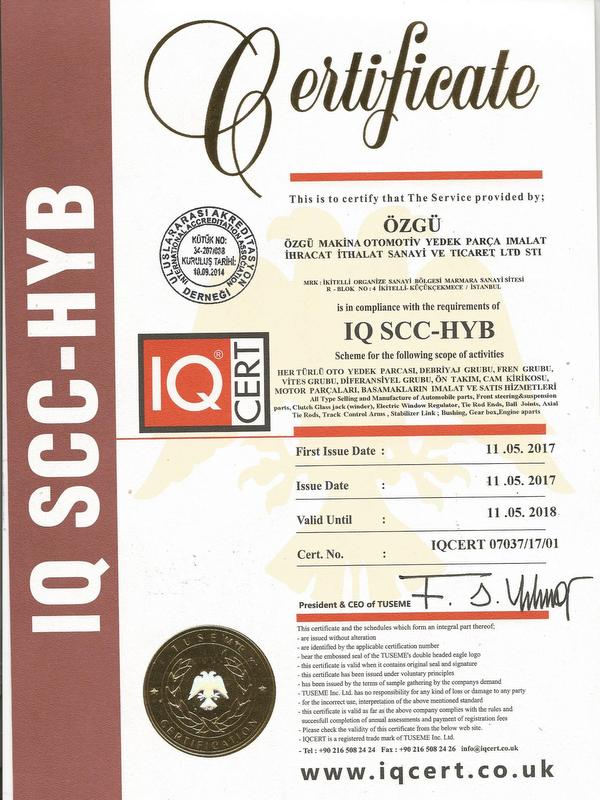 Certificate
This is to certify that The Service provided by;
ÖZGÜ
ÖZGÜ MAKİNA OTOMOTİV YEDEK PARÇA IMALAT
İHRACAT İTHALAT SANAYİ VE TICARET LTD STI
MRK : İKİTELLİ ORGANIZE SANAYİ BÖLGESİ MARMARA SANAYİ SİTESİ
R - BLOK NO : 4 İKİTELLİ- KÜÇÜKÇEKMECE / İSTANBUL
is in compliance with the requirements of
IQ SCC-HYB
Scheme for the following scope of activities
HER TÜRLÜ OTO YEDEK PARCASI, DEBRİYAJ GRUBU, FREN GRUBU,
VİTES GRUBU, DİFERANSİYEL GRUBU, ÖN TAKIM, CAM KİRİKOSU,
MOTOR PARÇALARI, BASAMAKLARIN IMALAT VE SATIS HİZMETLERİ
All Type Selling and Manufacture of Automobile parts, Front steering&suspension
parts, Clutch Glass jack (winder), Electric Window Regulator, Tie Rod Ends, Ball Joints, Axial
Tie Rods, Track Control Arms , Stabilizer Link ; Bushing, Gear box,Engine aparts
ULUSLARARASI AKREDİTASYON DERNEĞİ
INTERNATIONAL ACCREDITATION ASSOCIATION
KÜTÜK NO:
34-207/038
KURULUŞ TARİHİ:
10.09.2014
IQ ®
CERT
IQ SCC-HYB
First Issue Date : 11 .05. 2017
Issue Date : 11 .05. 2017
Valid Until : 11 .05. 2018
Cert. No. : IQCERT 07037/17/01
President & CEO of TUSEME
This certificate and the schedules which form an integral part thereof;
- are issued without alteration
- are identified by the applicable certification number
- bear the embossed seal of the TUSEME's double headed eagle logo
- this certificate is valid when it contains original seal and signature
- this certificate has been issued under voluntary principles
- has been issued by the terms of sample gathering by the companys demand
- TUSEME Inc. Ltd. has no responsibility for any kind of loss or damage to any party
- for the incorrect use, interpretation of the above mentioned standard
- this certificate is valid as far as the above company complies with the rules and
succesfull completion of annual assessments and payment of registration fees
- Please check the validity of this certificate from the below web site.
- IQCERT is a registered trade mark of TUSEME Inc. Ltd.
- Tel : +90 216 508 24 24 Fax : +90 216 508 24 26 info@iqcert.co.uk
www.iqcert.co.uk
CERTIFICATION